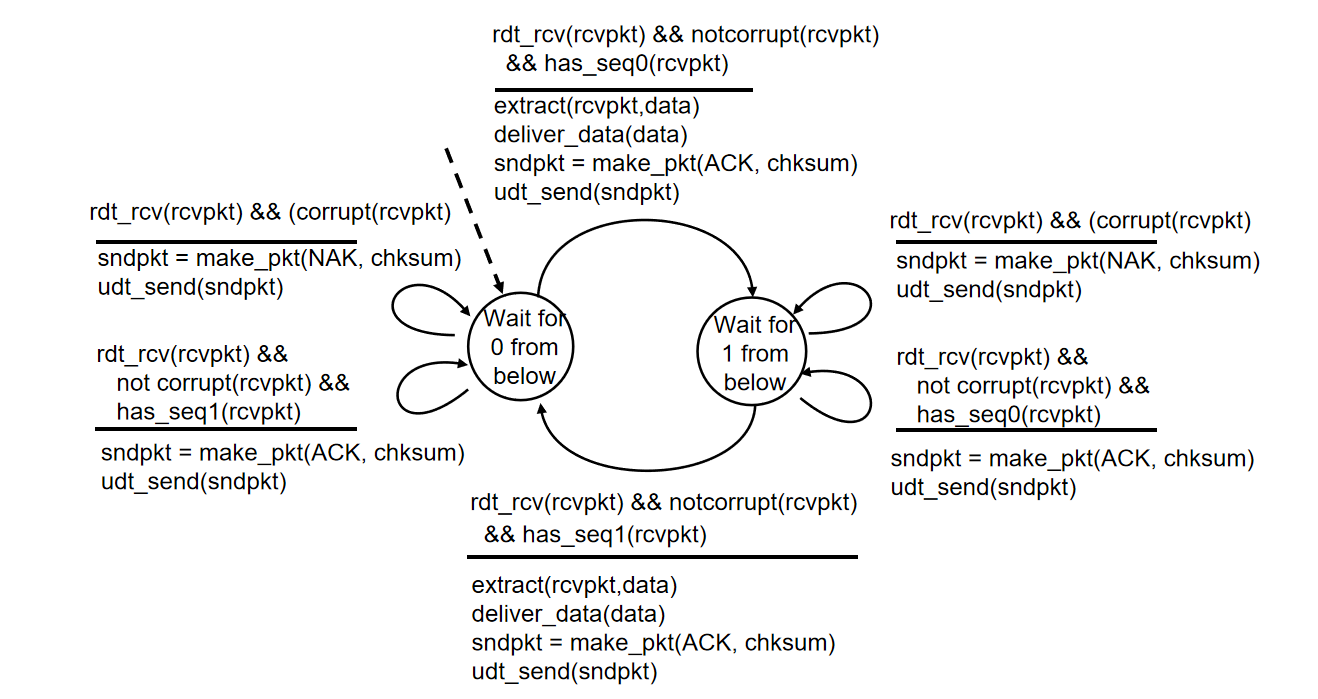 rdt_rcv(rcvpkt) && notcorrupt(rcvpkt)
&& has_seq0(rcvpkt)
extract(rcvpkt,data)
deliver_data(data)
sndpkt = make_pkt(ACK, chksum)
udt_send(sndpkt)
rdt_rcv(rcvpkt) && (corrupt(rcvpkt)
sndpkt = make_pkt(NAK, chksum)
udt_send(sndpkt)
rdt_rcv(rcvpkt) &&
not corrupt(rcvpkt) &&
has_seq1(rcvpkt)
sndpkt = make_pkt(ACK, chksum)
udt_send(sndpkt)
Wait for
0 from
below
Wait for
1 from
below
rdt_rcv(rcvpkt) && (corrupt(rcvpkt)
sndpkt = make_pkt(NAK, chksum)
udt_send(sndpkt)
rdt_rcv(rcvpkt) &&
not corrupt(rcvpkt) &&
has_seq0(rcvpkt)
sndpkt = make_pkt(ACK, chksum)
udt_send(sndpkt)
rdt_rcv(rcvpkt) && notcorrupt(rcvpkt)
&& has_seq1(rcvpkt)
extract(rcvpkt,data)
deliver_data(data)
sndpkt = make_pkt(ACK, chksum)
udt_send(sndpkt)